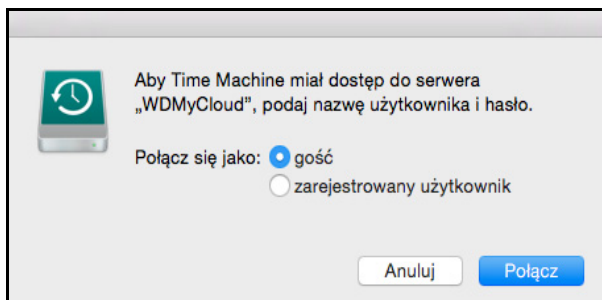 Aby Time Machine miał dostęp do serwera
„WDMyCloud”, podaj nazwę użytkownika i hasło.
Połącz się jako: gość
zarejestrowany użytkownik
Anuluj Połącz